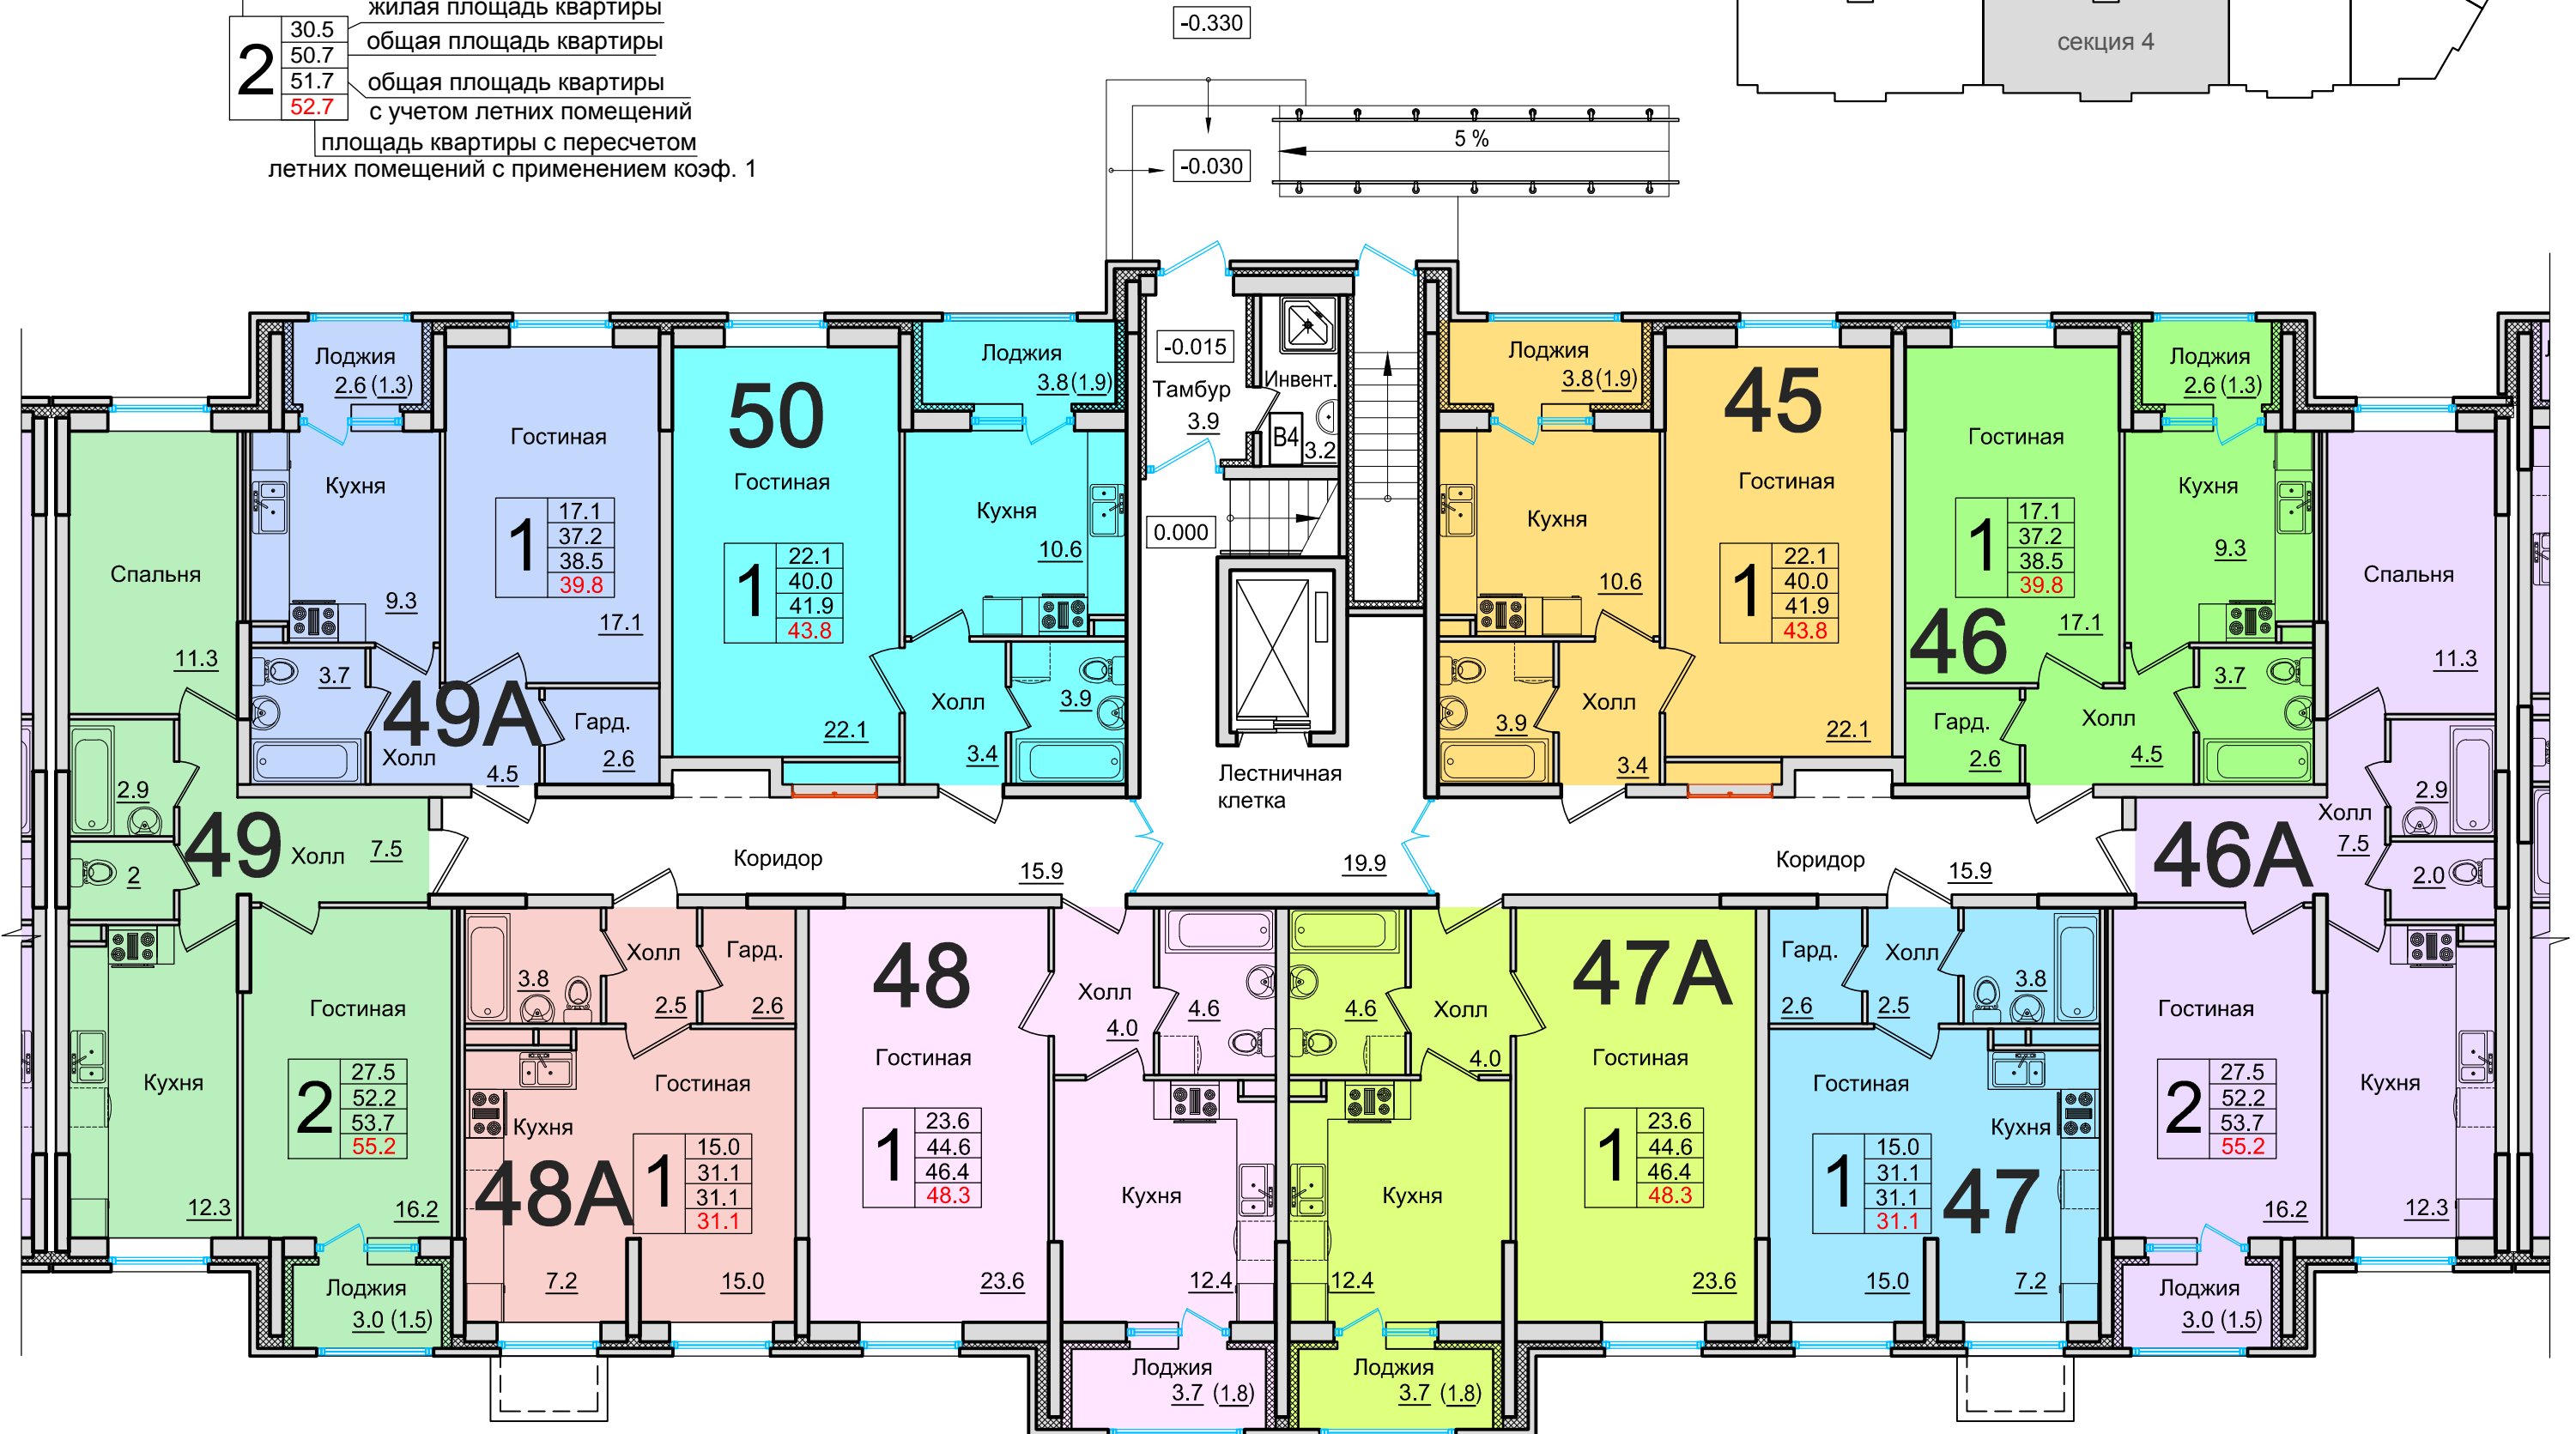 жилая площадь квартиры
2
30.5
50.7
51.7
52.7
общая площадь квартиры
общая площадь квартиры
с учетом летних помещений
площадь квартиры с пересчетом
летних помещений с применением коэф. 1
-0.330
-0.030
5 %
секция 4
Лоджия
2.6 (1.3)
Кухня
9.3
Гостиная
1
17.1
37.2
38.5
39.8
17.1
3.7
49А
Холл
4.5
Гард.
2.6
50
Гостиная
1
22.1
40.0
41.9
43.8
22.1
Лоджия
3.8 (1.9)
Кухня
10.6
Холл
3.4
3.9
-0.015
Тамбур
3.9
Инвент.
В4
3.2
0.000
Лестничная
клетка
19.9
Лоджия
3.8 (1.9)
Кухня
10.6
3.9
Холл
3.4
45
Гостиная
1
22.1
40.0
41.9
43.8
22.1
Гостиная
1
17.1
37.2
38.5
39.8
46
17.1
Лоджия
2.6 (1.3)
Кухня
9.3
Гард.
2.6
Холл
4.5
3.7
Спальня
11.3
Спальня
11.3
2.9
49
Холл
7.5
2
Коридор
15.9
Коридор
15.9
46А
Холл
7.5
2.9
2.0
Кухня
12.3
Гостиная
2
27.5
52.2
53.7
55.2
16.2
Лоджия
3.0 (1.5)
3.8
Холл
2.5
Гард.
2.6
Кухня
Гостиная
48А
1
15.0
31.1
31.1
31.1
7.2
15.0
48
Гостиная
1
23.6
44.6
46.4
48.3
23.6
Холл
4.0
4.6
Кухня
12.4
Лоджия
3.7 (1.8)
4.6
Холл
4.0
Кухня
12.4
Лоджия
3.7 (1.8)
47А
Гостиная
1
23.6
44.6
46.4
48.3
23.6
Гард.
2.6
Холл
2.5
3.8
Гостиная
Кухня
1
15.0
31.1
31.1
31.1
47
15.0
7.2
Гостиная
2
27.5
52.2
53.7
55.2
16.2
Лоджия
3.0 (1.5)
Кухня
12.3